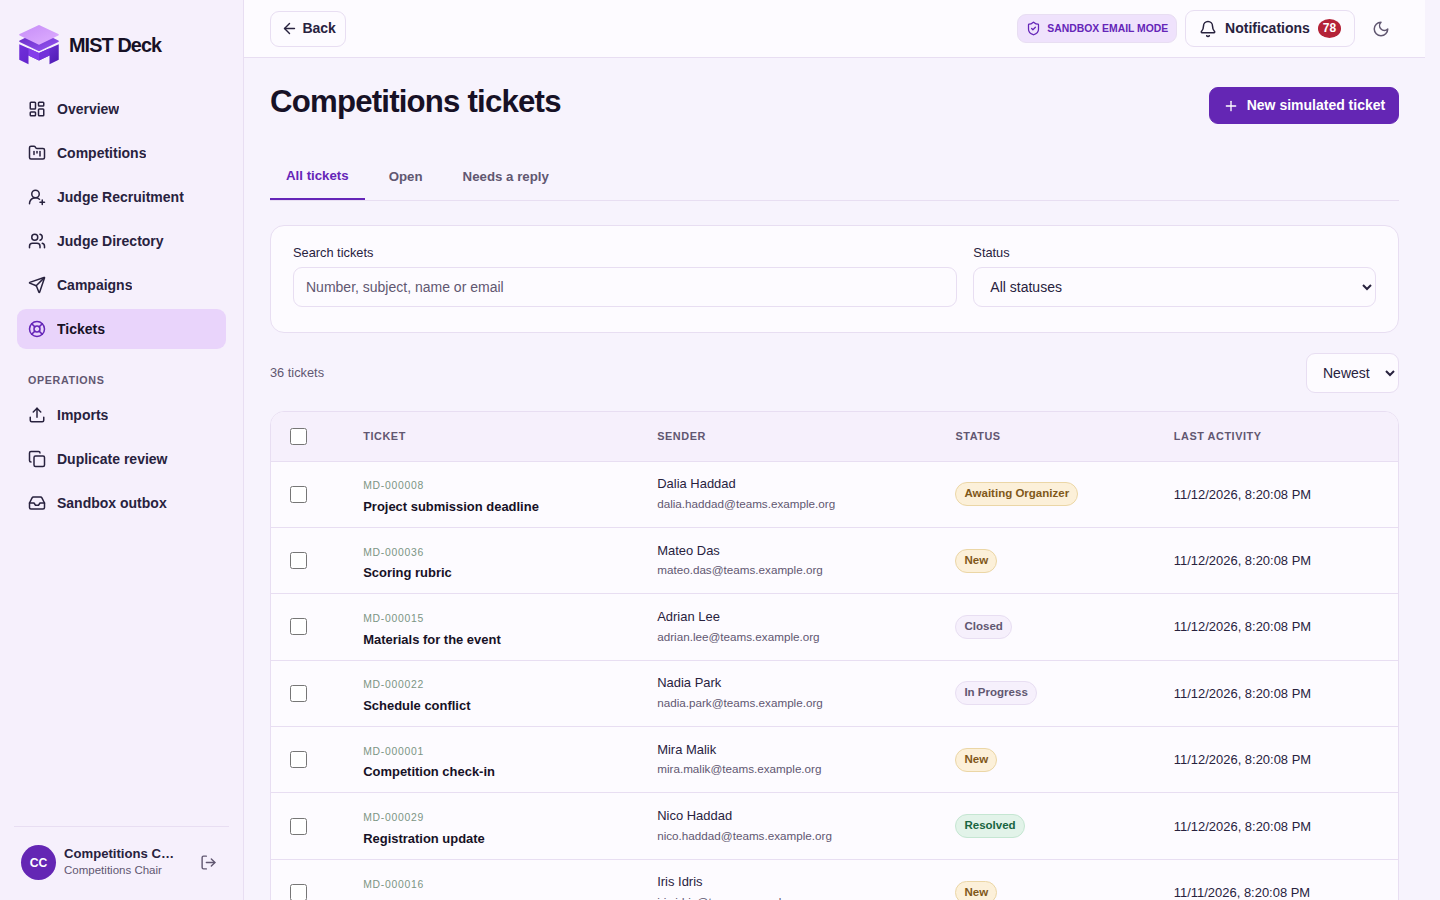 MIST Deck
Back
SANDBOX EMAIL MODE
Notifications 78
Overview
Competitions
Judge Recruitment
Judge Directory
Campaigns
Tickets
OPERATIONS
Imports
Duplicate review
Sandbox outbox
CC
Competitions C…
Competitions Chair
Competitions tickets
New simulated ticket
All tickets Open Needs a reply
Search tickets Status
Number, subject, name or email All statuses
36 tickets Newest
TICKET SENDER STATUS LAST ACTIVITY
MD-000008
Project submission deadline
Dalia Haddad
dalia.haddad@teams.example.org
Awaiting Organizer
11/12/2026, 8:20:08 PM
MD-000036
Scoring rubric
Mateo Das
mateo.das@teams.example.org
New
11/12/2026, 8:20:08 PM
MD-000015
Materials for the event
Adrian Lee
adrian.lee@teams.example.org
Closed
11/12/2026, 8:20:08 PM
MD-000022
Schedule conflict
Nadia Park
nadia.park@teams.example.org
In Progress
11/12/2026, 8:20:08 PM
MD-000001
Competition check-in
Mira Malik
mira.malik@teams.example.org
New
11/12/2026, 8:20:08 PM
MD-000029
Registration update
Nico Haddad
nico.haddad@teams.example.org
Resolved
11/12/2026, 8:20:08 PM
MD-000016
Iris Idris
New
11/11/2026, 8:20:08 PM